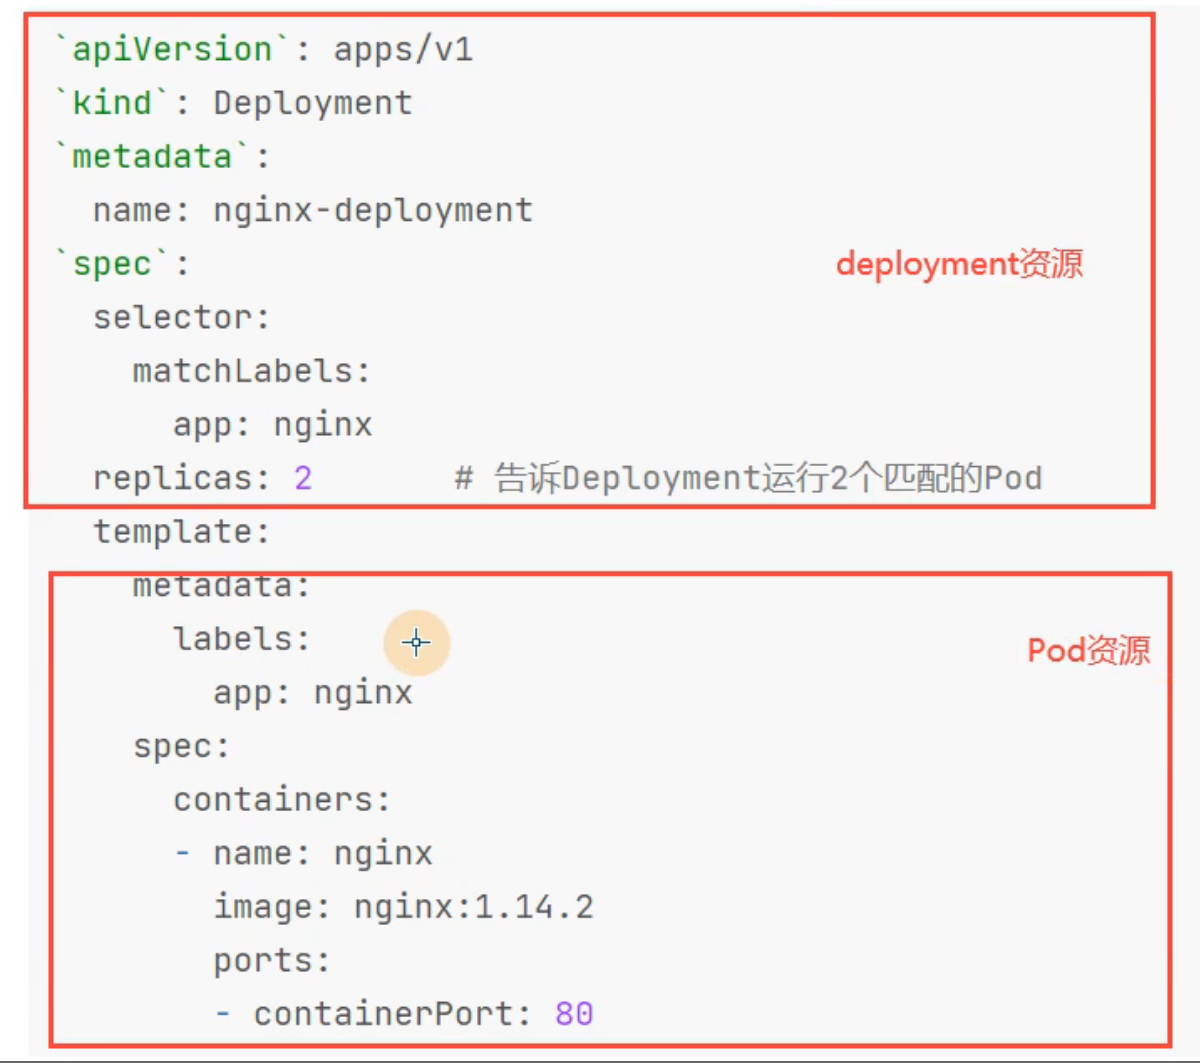 `apiVersion`: apps/v1
`kind`: Deployment
`metadata`:
  name: nginx-deployment
`spec`:
deployment资源
  selector:
    matchLabels:
      app: nginx
  replicas: 2       # 告诉Deployment运行2个匹配的Pod
  template:
    metadata:
      labels:
Pod资源
        app: nginx
    spec:
      containers:
      - name: nginx
        image: nginx:1.14.2
        ports:
        - containerPort: 80